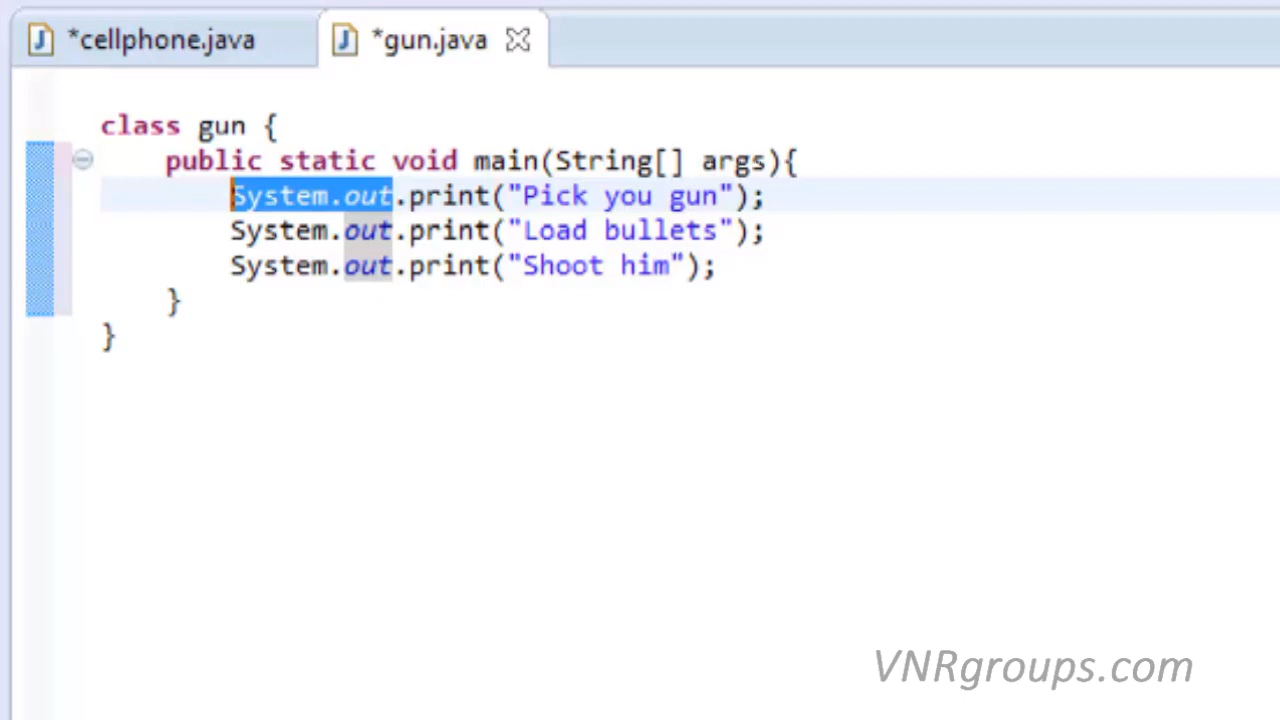 *cellphone.java
*gun.java
class gun {
public static void main(String[] args){
System.out.print("Pick you gun");
System.out.print("Load bullets");
System.out.print("Shoot him");
}
}
VNRgroups.com